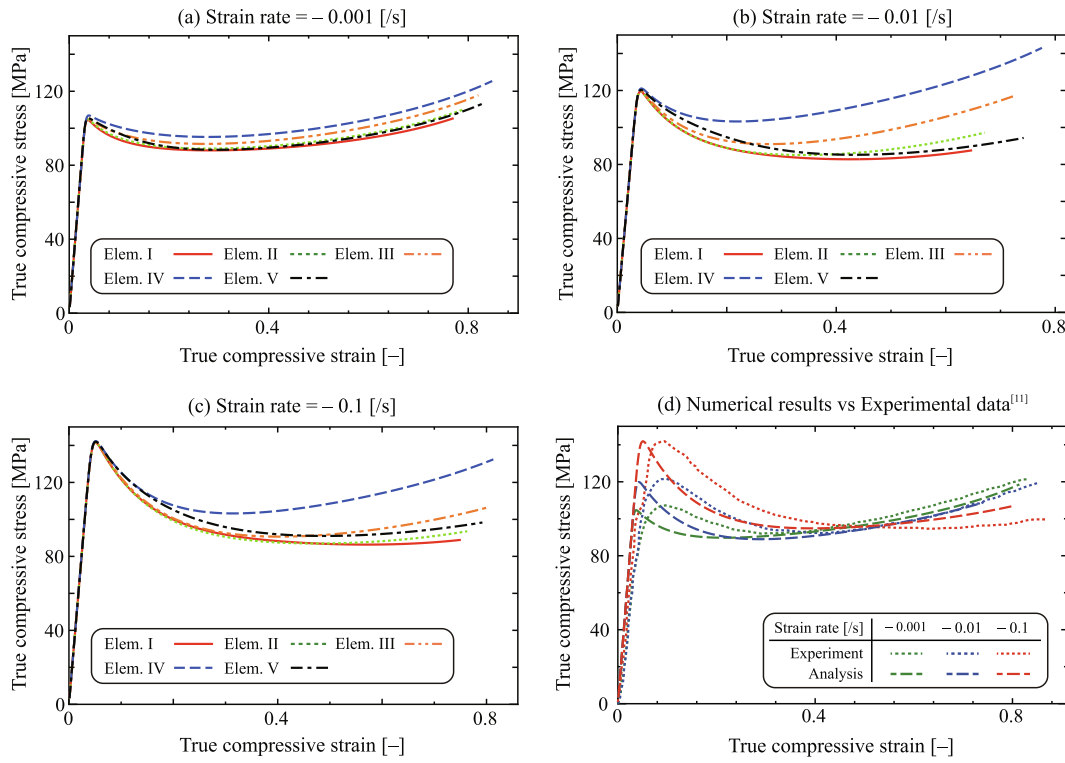 (a) Strain rate = – 0.001 [/s]
True compressive stress [MPa]
120
80
40
0
0
0.4
0.8
True compressive strain [–]
Elem. I
Elem. II
Elem. III
Elem. IV
Elem. V
(b) Strain rate = – 0.01 [/s]
True compressive stress [MPa]
120
80
40
0
0
0.4
0.8
True compressive strain [–]
Elem. I
Elem. II
Elem. III
Elem. IV
Elem. V
(c) Strain rate = – 0.1 [/s]
True compressive stress [MPa]
120
80
40
0
0
0.4
0.8
True compressive strain [–]
Elem. I
Elem. II
Elem. III
Elem. IV
Elem. V
(d) Numerical results vs Experimental data[11]
True compressive stress [MPa]
120
80
40
0
0
0.4
0.8
True compressive strain [–]
Strain rate [/s] – 0.001 – 0.01 – 0.1
Experiment
Analysis